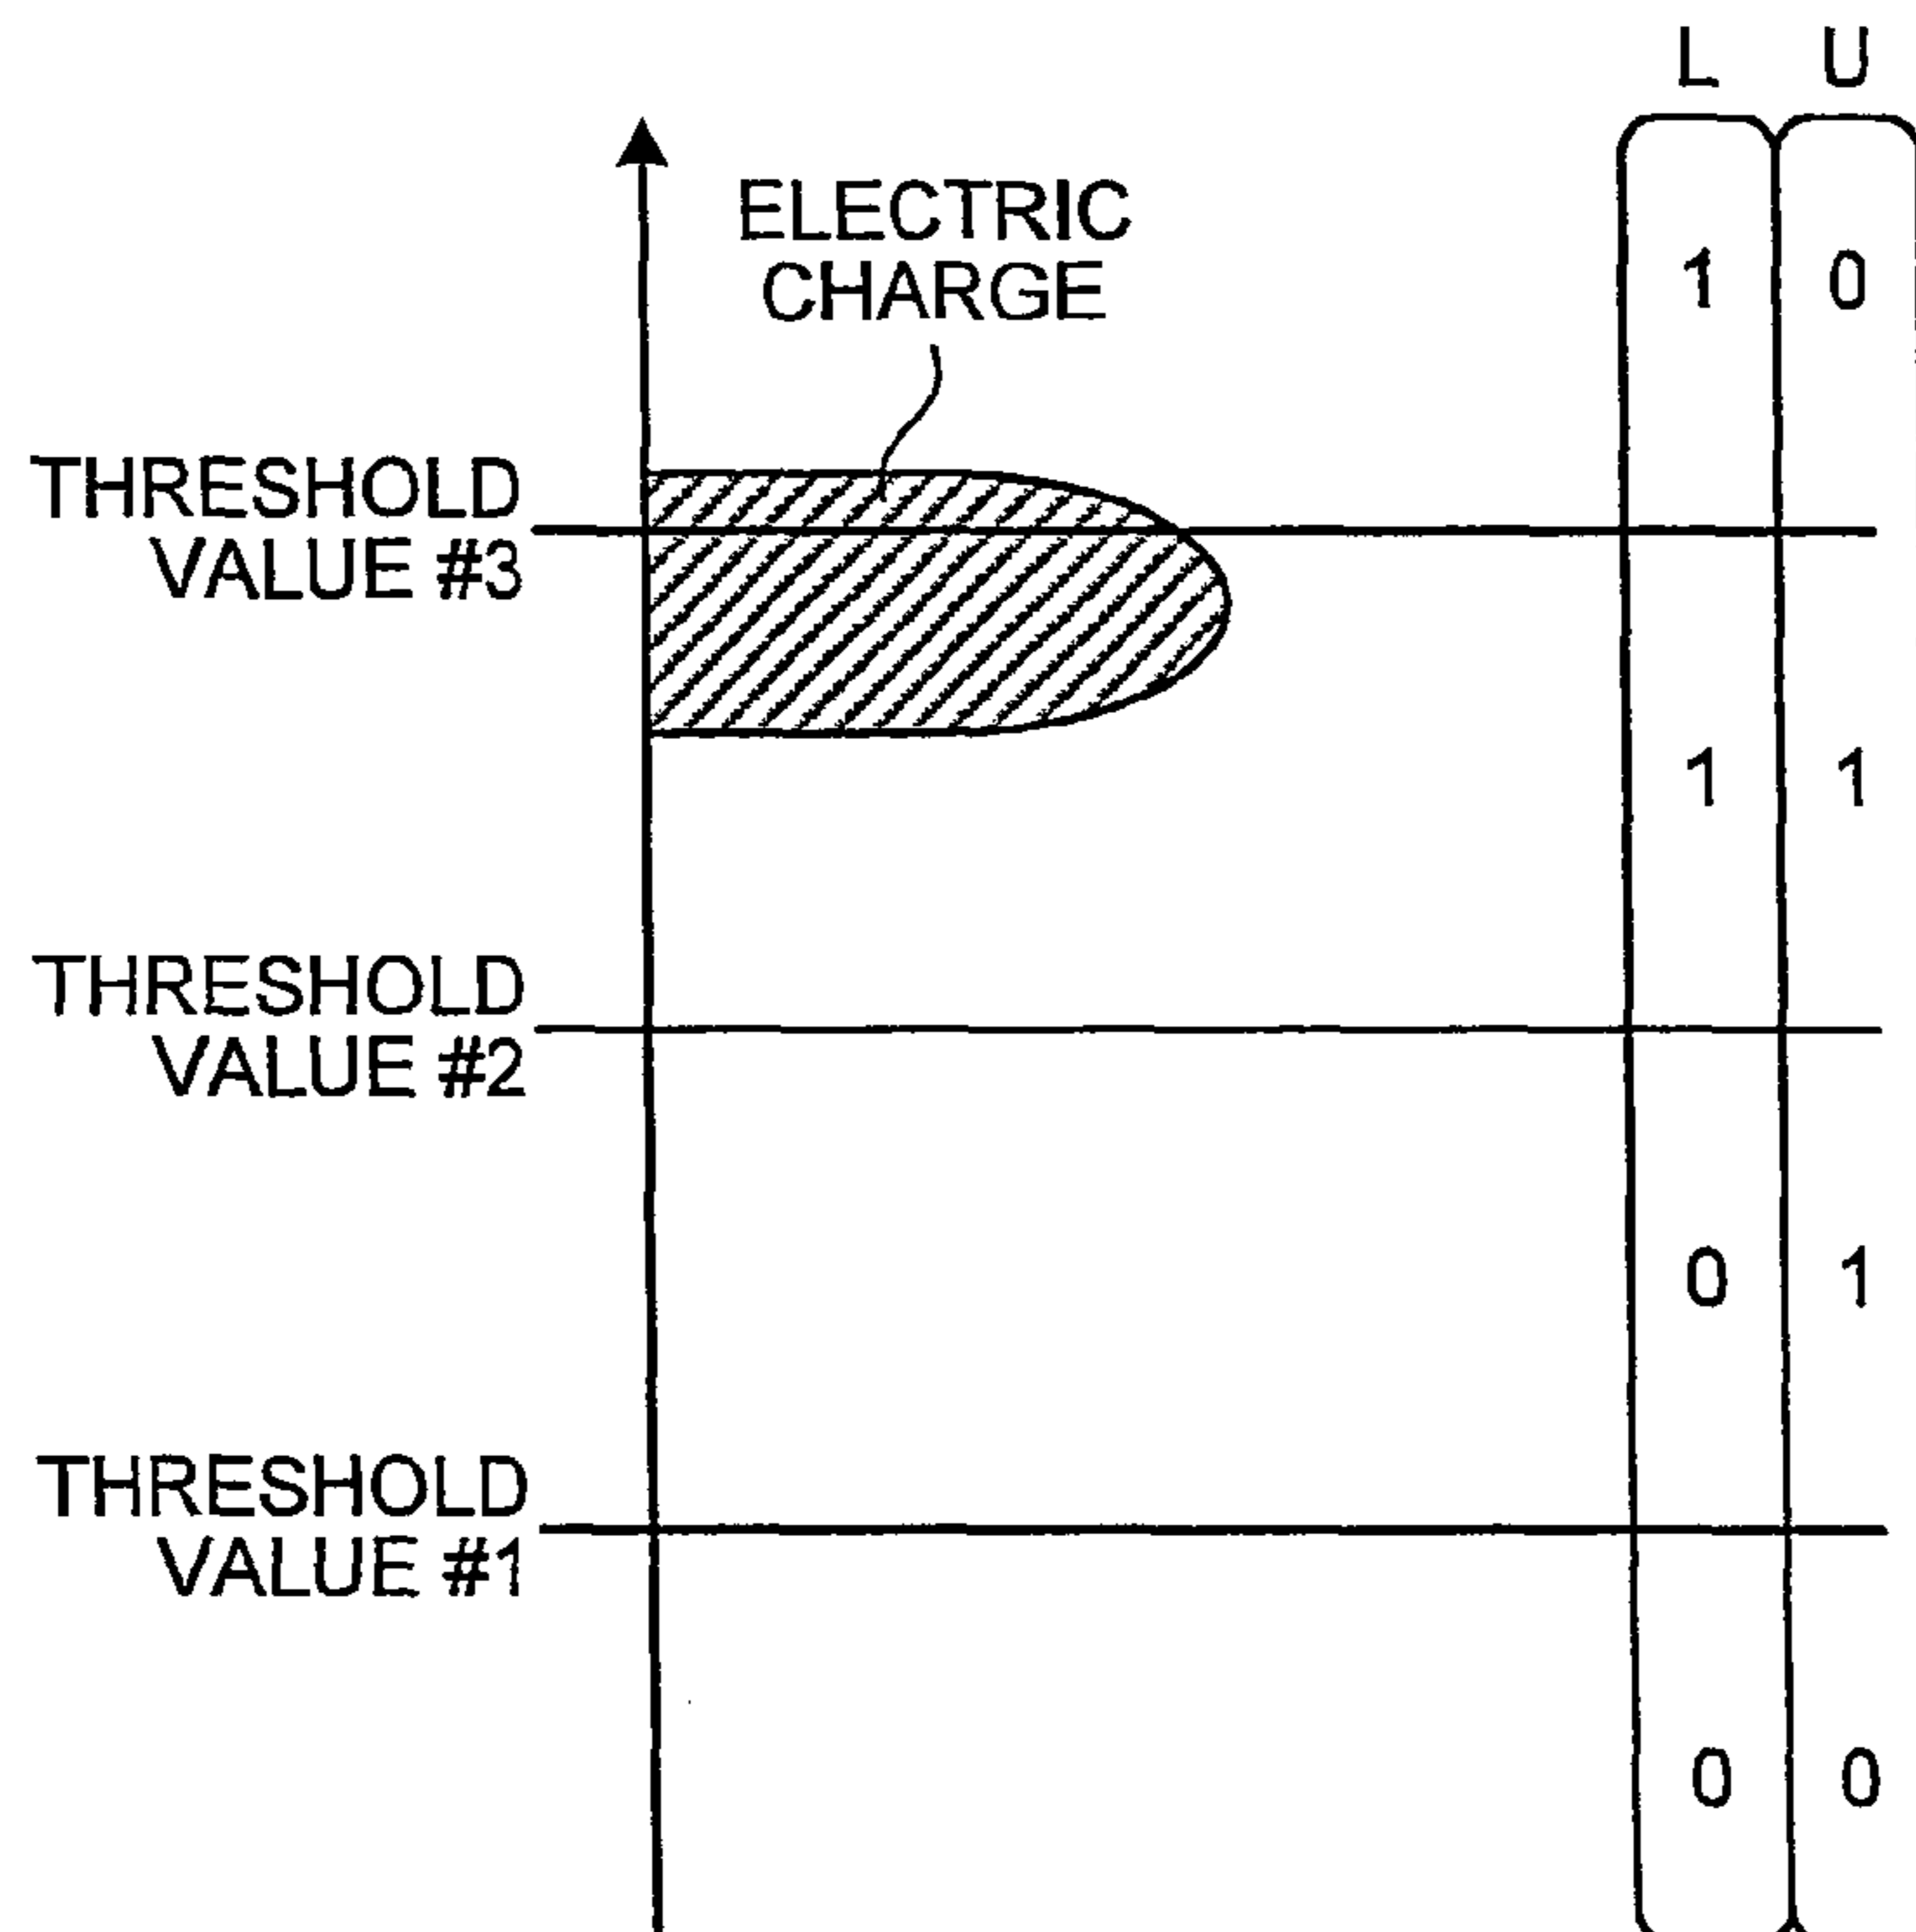 L U
ELECTRIC
CHARGE
1 0
THRESHOLD
VALUE #3
1 1
THRESHOLD
VALUE #2
0 1
THRESHOLD
VALUE #1
0 0